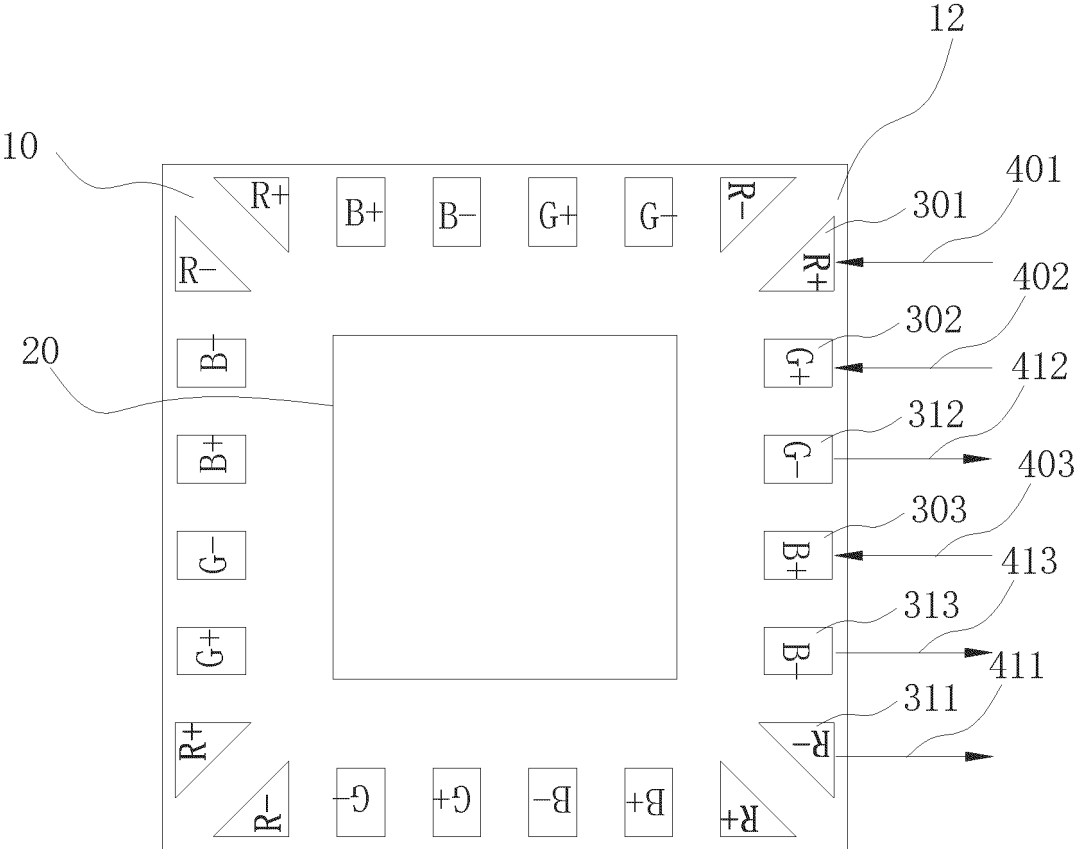 12
10
401
R+
B+
B-
G+
G-
R-
301
R-
R+
402
302
B-
G+
20
412
312
B+
G-
403
303
G-
B+
413
313
G+
B-
411
311
R+
R-
R-
G-
G+
B-
B+
R+